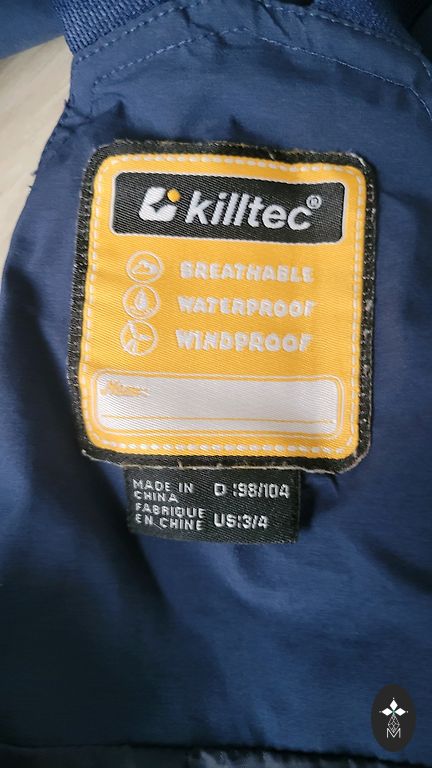 killtec®
BREATHABLE
WATERPROOF
WINDPROOF
Name:
MADE IN
CHINA
FABRIQUE
EN CHINE
D:98/104
US:3/4
M